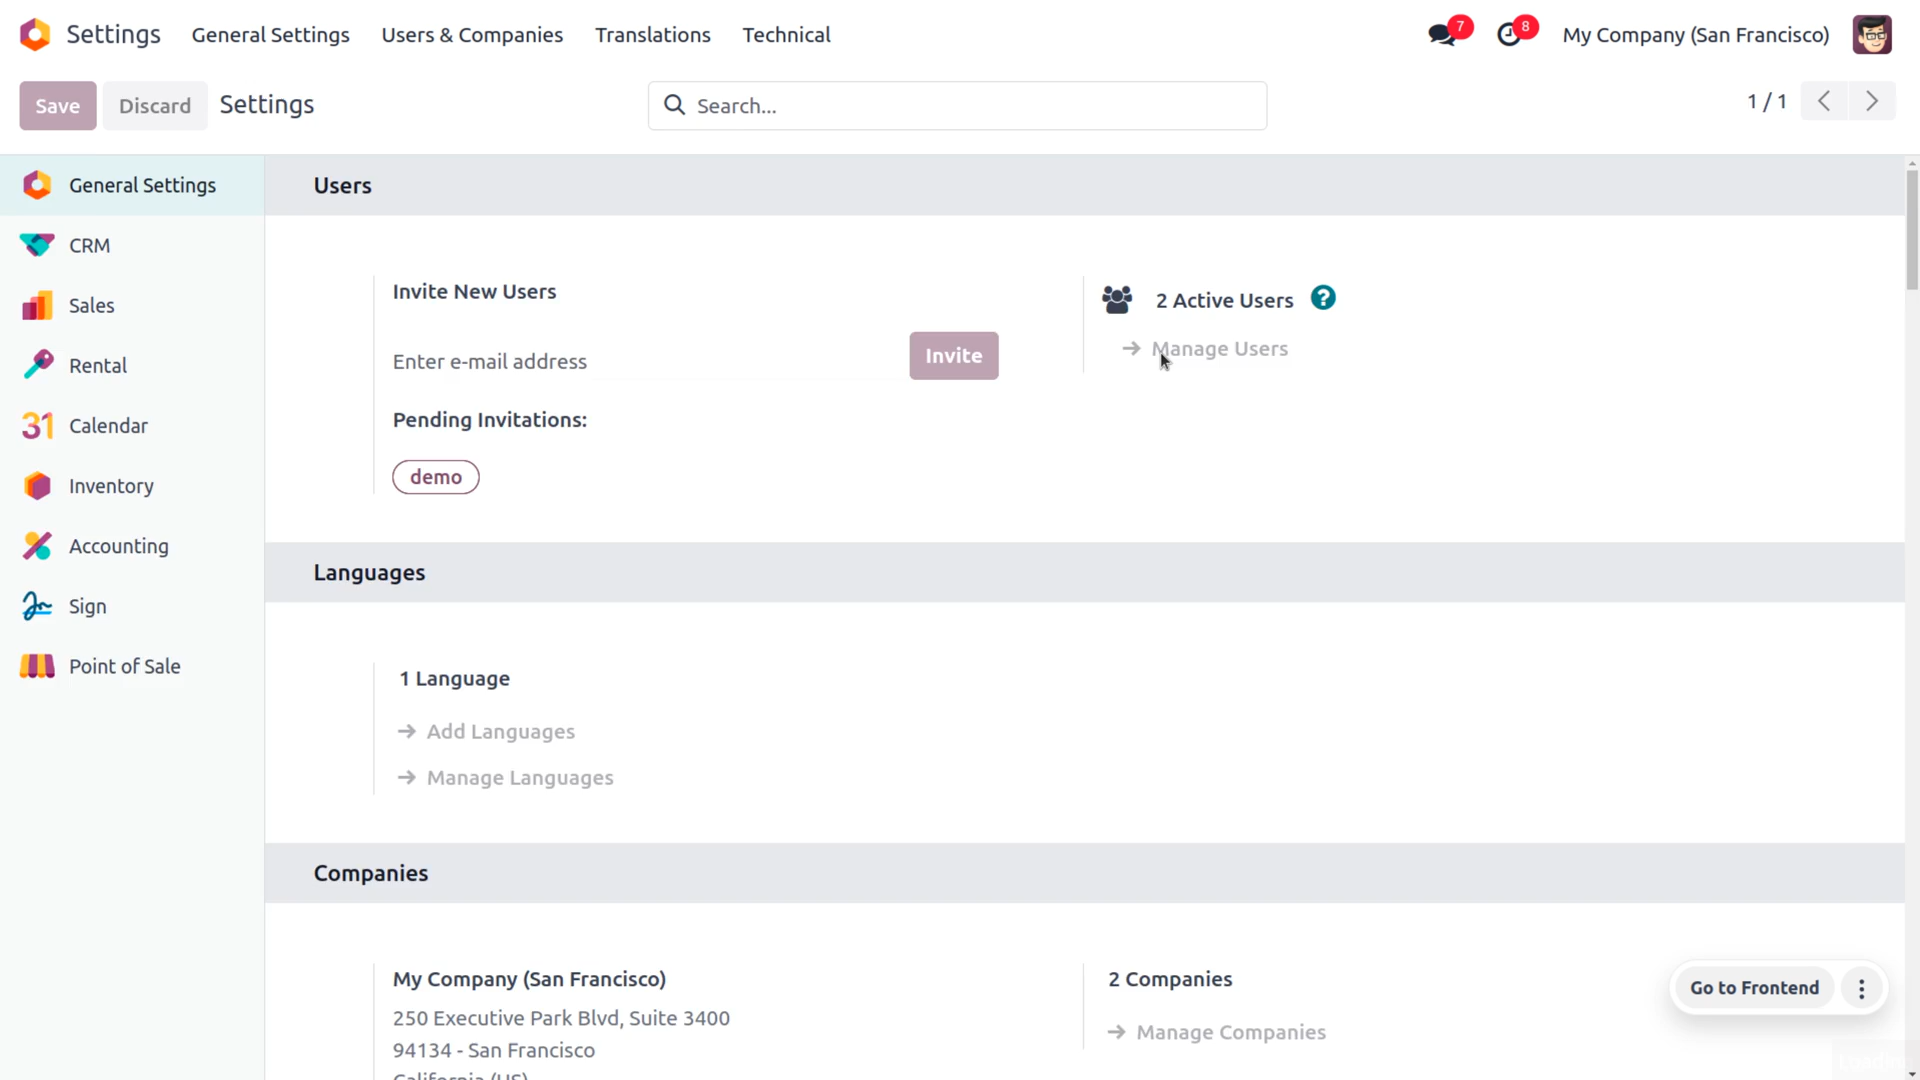 Settings
General Settings
Users & Companies
Translations
Technical
7
8
My Company (San Francisco)
Save
Discard
Settings
Search...
1 / 1
General Settings
CRM
Sales
Rental
31 Calendar
Inventory
Accounting
Sign
Point of Sale
Users
Invite New Users
Enter e-mail address
Invite
Pending Invitations:
demo
2 Active Users ?
Manage Users
Languages
1 Language
Add Languages
Manage Languages
Companies
My Company (San Francisco)
250 Executive Park Blvd, Suite 3400
94134 - San Francisco
California (US)
2 Companies
Manage Companies
Go to Frontend